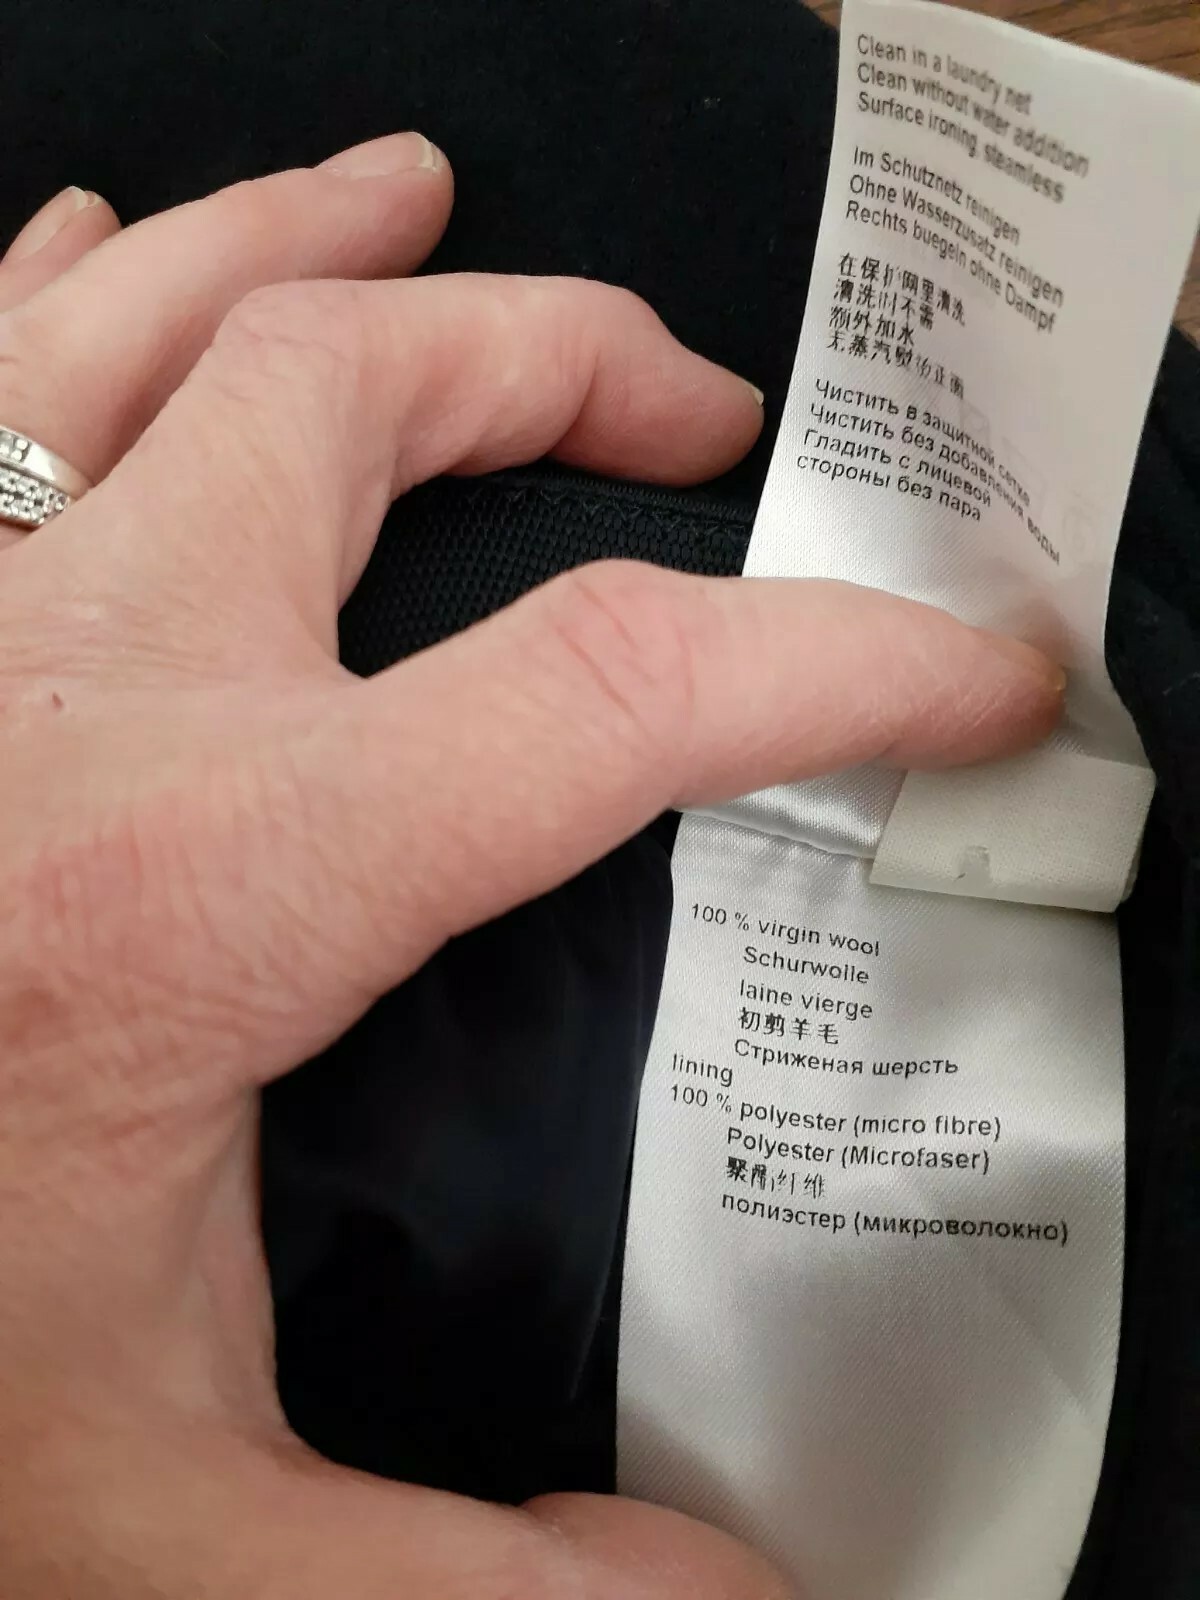 Clean in a laundry net
Clean without water addition
Surface ironing steamless
Im Schutznetz reinigen
Ohne Wasserzusatz reinigen
Rechts buegeln ohne Dampf
在保护网里清洗
清洗时不需
额外加水
无蒸汽熨烫正面
Чистить в защитной сетке
Чистить без добавления воды
Гладить с лицевой
стороны без пара
100 % virgin wool
Schurwolle
laine vierge
初剪羊毛
Стриженая шерсть
lining
100 % polyester (micro fibre)
Polyester (Microfaser)
聚酯纤维
полиэстер (микроволокно)